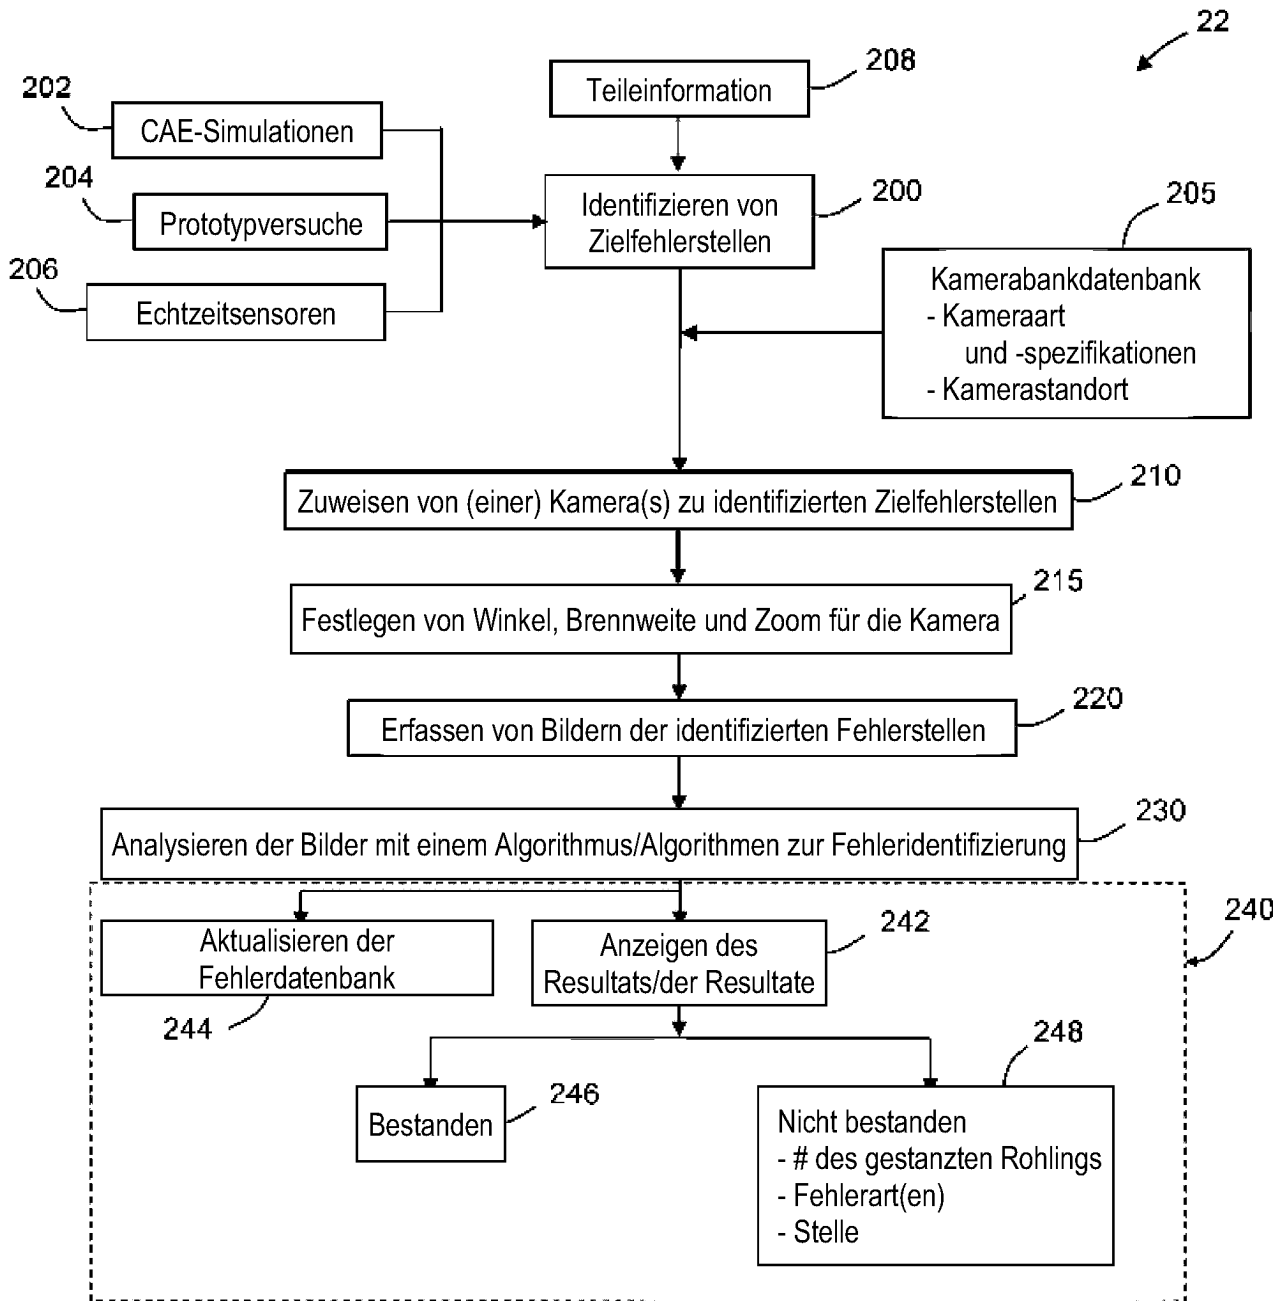 22
208
Teileinformation
202
CAE-Simulationen
204
Prototypversuche
206
Echtzeitsensoren
200
Identifizieren von
Zielfehlerstellen
205
Kamerabankdatenbank
- Kameraart
und -spezifikationen
- Kamerastandort
210
Zuweisen von (einer) Kamera(s) zu identifizierten Zielfehlerstellen
215
Festlegen von Winkel, Brennweite und Zoom für die Kamera
220
Erfassen von Bildern der identifizierten Fehlerstellen
230
Analysieren der Bilder mit einem Algorithmus/Algorithmen zur Fehleridentifizierung
240
Aktualisieren der
Fehlerdatenbank
244
242
Anzeigen des
Resultats/der Resultate
246
Bestanden
248
Nicht bestanden
- # des gestanzten Rohlings
- Fehlerart(en)
- Stelle